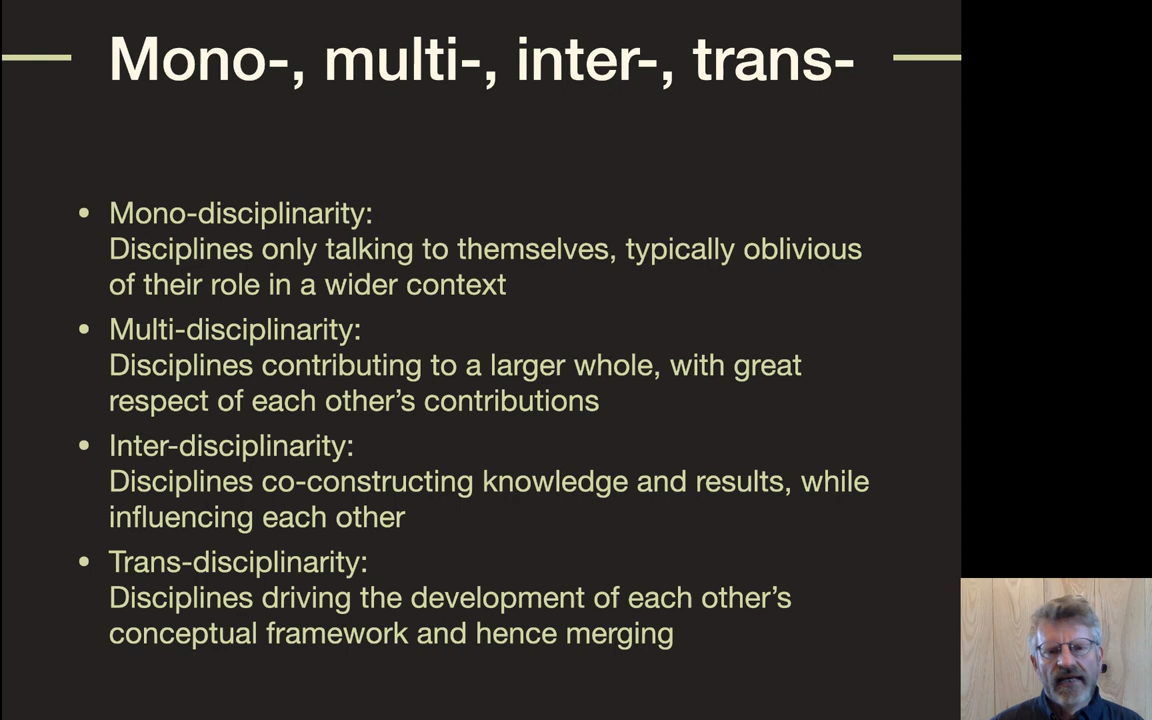 Mono-, multi-, inter-, trans-
• Mono-disciplinarity:
Disciplines only talking to themselves, typically oblivious
of their role in a wider context
• Multi-disciplinarity:
Disciplines contributing to a larger whole, with great
respect of each other’s contributions
• Inter-disciplinarity:
Disciplines co-constructing knowledge and results, while
influencing each other
• Trans-disciplinarity:
Disciplines driving the development of each other’s
conceptual framework and hence merging